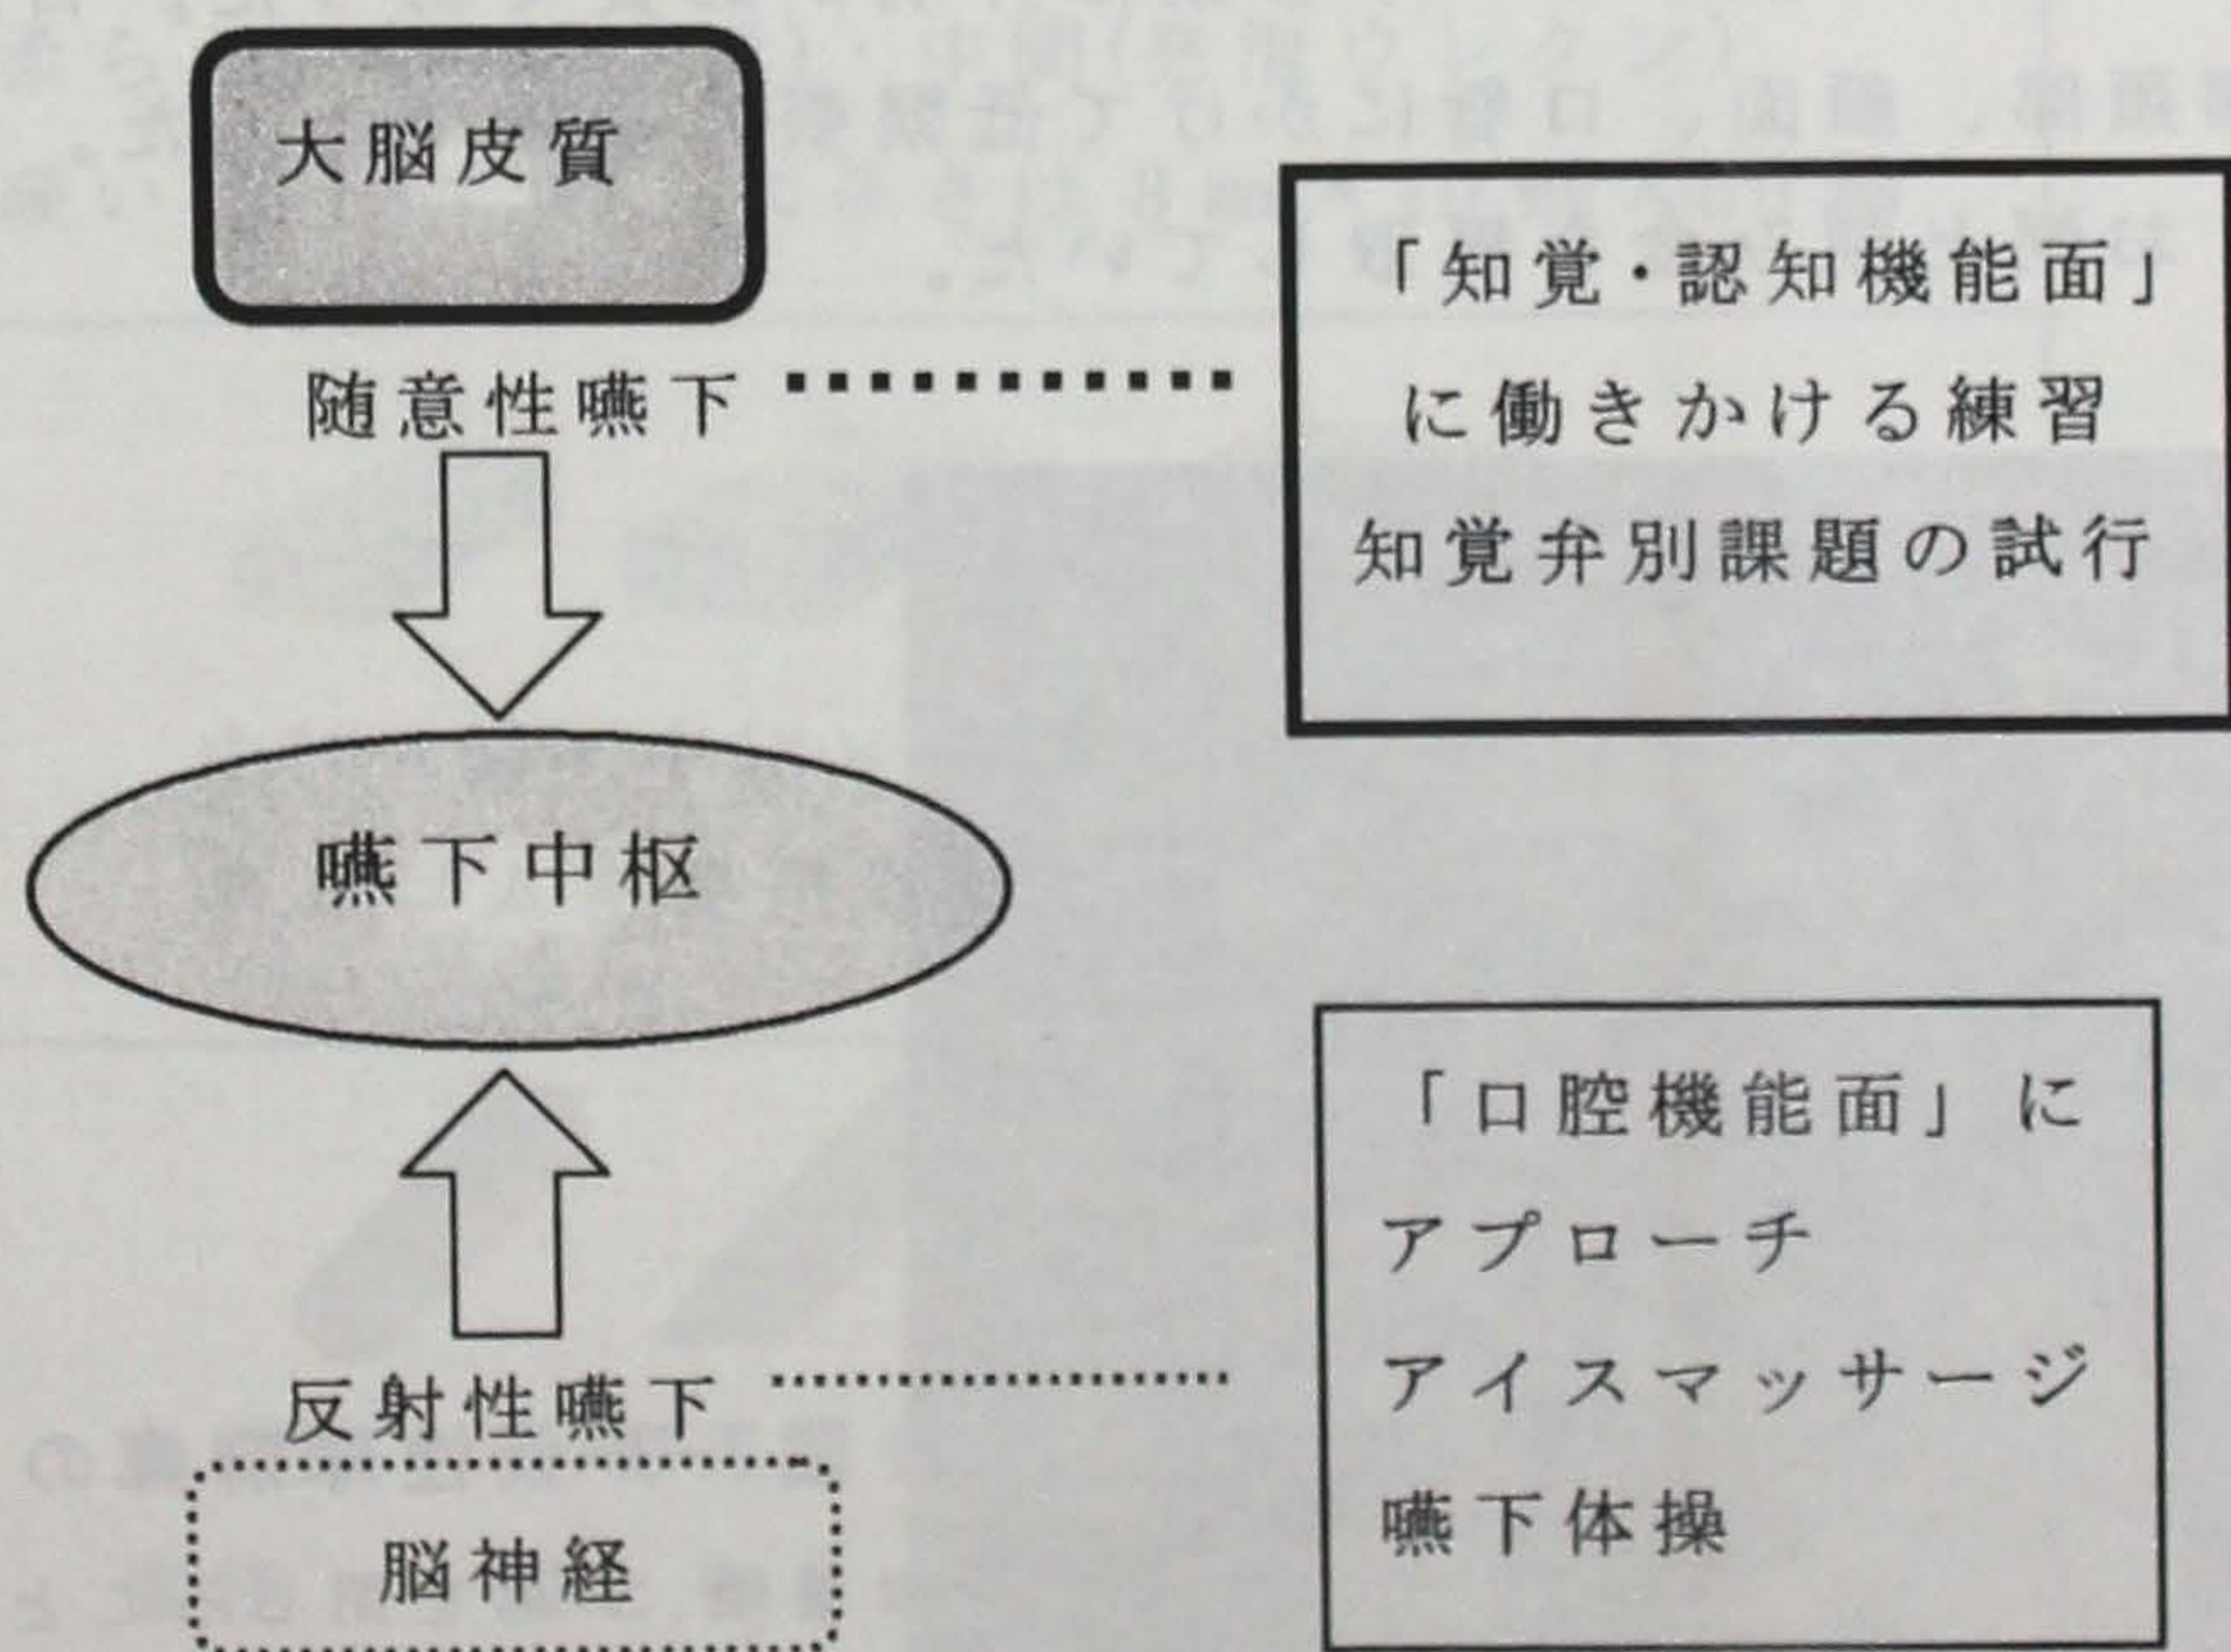 大脳皮質
随意性嚥下
「知覚・認知機能面」
に働きかける練習
知覚弁別課題の試行
嚥下中枢
「口腔機能面」に
アプローチ
アイスマッサージ
嚥下体操
反射性嚥下
脳神経